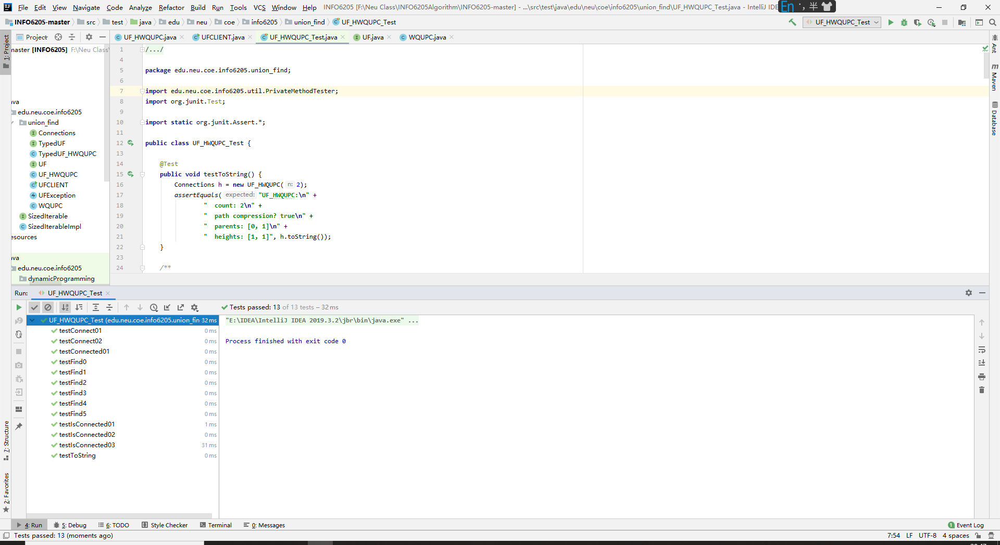 File Edit View Navigate Code Analyze Refactor Build Run Tools VCS Window Help INFO6205 [F:\Neu Class\INFO6205Algorithm\INFO6205-master] - ...\src\test\java\edu\neu\coe\info6205\union_find\UF_HWQUPC_Test.java - IntelliJ IDE En 半
INFO6205-master src test java edu neu coe info6205 union_find UF_HWQUPC_Test UF_HWQUPC_Test
Project UF_HWQUPC.java UFCLIENT.java UF_HWQUPC_Test.java UF.java WQUPC.java
1: Project
7: Structure
2: Favorites
Ant
Maven
Database
master [INFO6205] F:\Neu Class\
ava
edu.neu.coe.info6205
union_find
Connections
TypedUF
TypedUF_HWQUPC
UF
UF_HWQUPC
UFCLIENT
UFException
WQUPC
SizedIterable
SizedIterableImpl
esources
ava
edu.neu.coe.info6205
dynamicProgramming
1 /.../
4
5 package edu.neu.coe.info6205.union_find;
6
7 import edu.neu.coe.info6205.util.PrivateMethodTester;
8 import org.junit.Test;
9
10 import static org.junit.Assert.*;
11
12 public class UF_HWQUPC_Test {
13
14 @Test
15 public void testToString() {
16 Connections h = new UF_HWQUPC( n: 2);
17 assertEquals( expected: "UF_HWQUPC:\n" +
18 "  count: 2\n" +
19 "  path compression? true\n" +
20 "  parents: [0, 1]\n" +
21 "  heights: [1, 1]", h.toString());
22 }
23
24 /**
Run: UF_HWQUPC_Test
Tests passed: 13 of 13 tests – 32 ms
UF_HWQUPC_Test (edu.neu.coe.info6205.union_fin 32 ms
testConnect01 0 ms
testConnect02 0 ms
testConnected01 0 ms
testFind0 0 ms
testFind1 0 ms
testFind2 0 ms
testFind3 0 ms
testFind4 0 ms
testFind5 0 ms
testIsConnected01 1 ms
testIsConnected02 0 ms
testIsConnected03 31 ms
testToString 0 ms
"E:\IDEA\IntelliJ IDEA 2019.3.2\jbr\bin\java.exe" ...
Process finished with exit code 0
4: Run 5: Debug 6: TODO Style Checker Terminal 0: Messages 1 Event Log
Tests passed: 13 (moments ago) 7:54 LF UTF-8 4 spaces